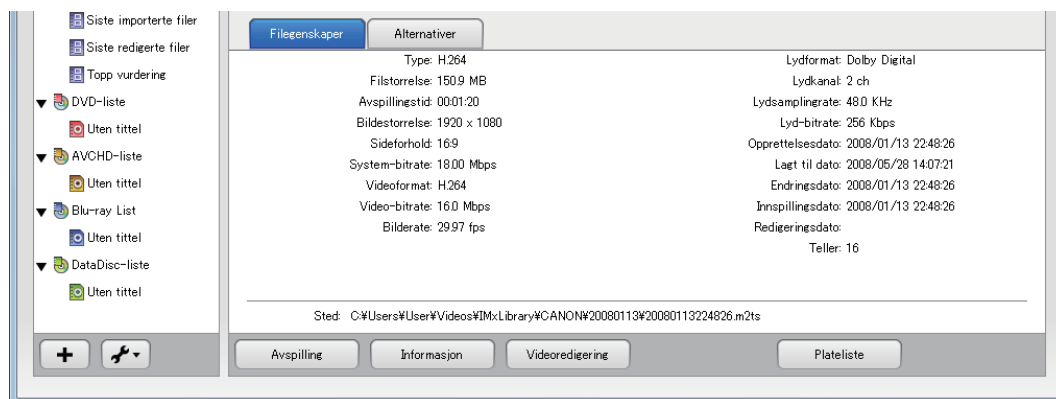 Siste importerte filer
Siste redigerte filer
Topp vurdering
DVD-liste
Uten tittel
AVCHD-liste
Uten tittel
Blu-ray List
Uten tittel
DataDisc-liste
Uten tittel
Filegenskaper
Alternativer
Type: H.264
Filstorrelse: 150.9 MB
Avspillingstid: 00:01:20
Bildestorrelse: 1920 × 1080
Sideforhold: 16:9
System-bitrate: 18.00 Mbps
Videoformat: H.264
Video-bitrate: 16.0 Mbps
Bilderate: 29.97 fps
Lydformat: Dolby Digital
Lydkanal: 2 ch
Lydsamplingrate: 48.0 KHz
Lyd-bitrate: 256 Kbps
Opprettelsesdato: 2008/01/13 22:48:26
Lagt til dato: 2008/05/28 14:07:21
Endringsdato: 2008/01/13 22:48:26
Innspillingsdato: 2008/01/13 22:48:26
Redigeringsdato:
Teller: 16
Sted: C:¥Users¥User¥Videos¥IMxLibrary¥CANON¥20080113¥20080113224826.m2ts
Avspilling
Informasjon
Videoredigering
Plateliste